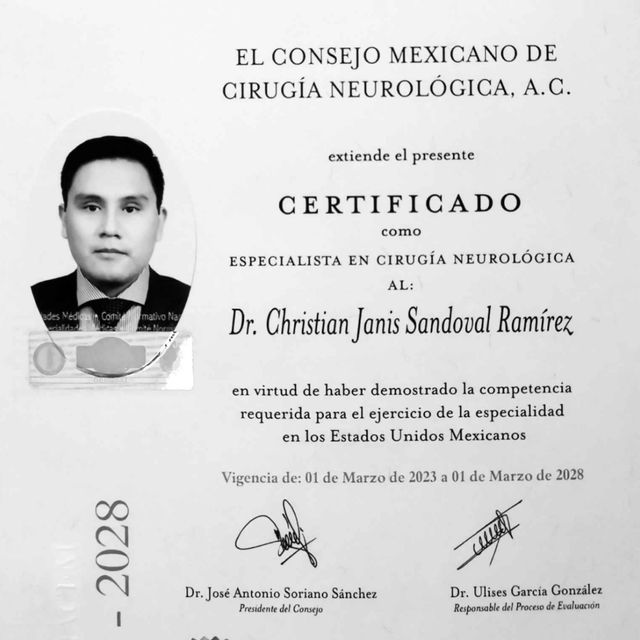 EL CONSEJO MEXICANO DE
CIRUGÍA NEUROLÓGICA, A.C.
extiende el presente
CERTIFICADO
como
ESPECIALISTA EN CIRUGÍA NEUROLÓGICA
AL:
Dr. Christian Janis Sandoval Ramírez
en virtud de haber demostrado la competencia
requerida para el ejercicio de la especialidad
en los Estados Unidos Mexicanos
Vigencia de: 01 de Marzo de 2023 a 01 de Marzo de 2028
Dr. José Antonio Soriano Sánchez
Presidente del Consejo
Dr. Ulises García González
Responsable del Proceso de Evaluación
- 2028